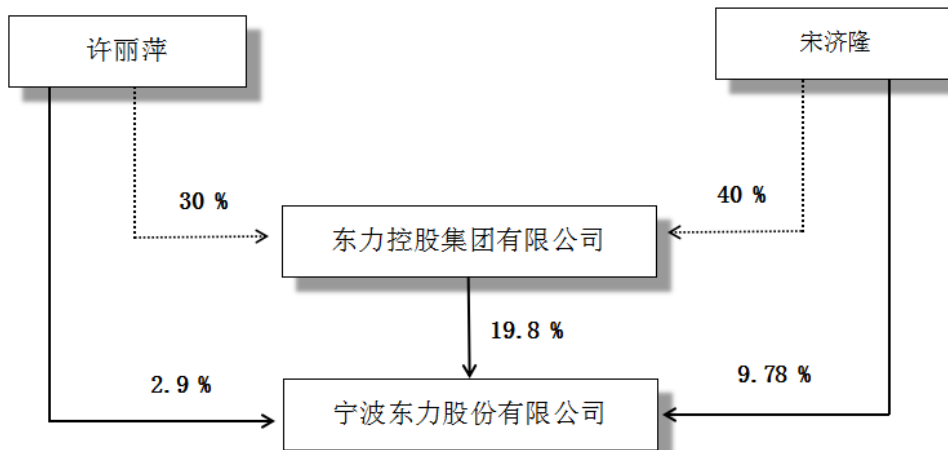 许丽萍
宋济隆
30 %
40 %
东力控股集团有限公司
19.8 %
2.9 %
9.78 %
宁波东力股份有限公司